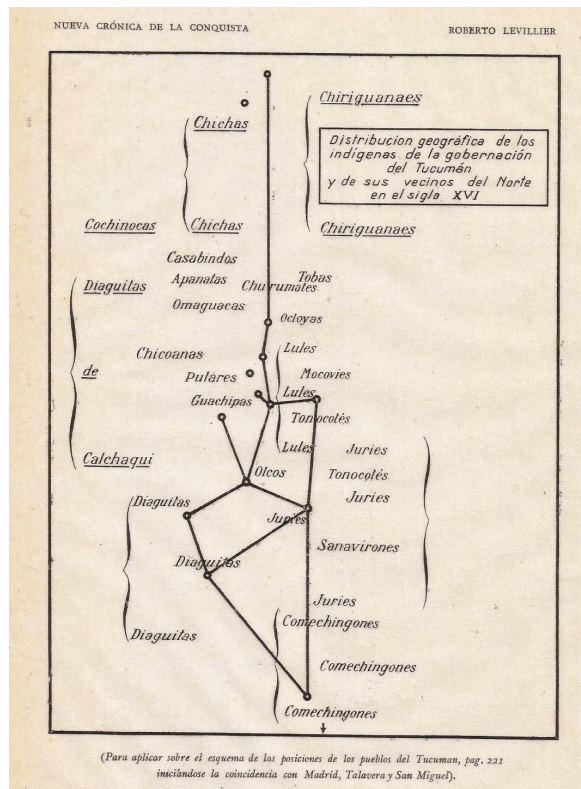 NUEVA CRÓNICA DE LA CONQUISTA
ROBERTO LEVILLIER
Chiriguanaes
Chichas
Distribucion geográfica de los
indígenas de la gobernación
del Tucumán
y de sus vecinos del Norte
en el siglo XVI
Cochinocas
Chichas
Chiriguanaes
Casabindos
Diaguitas
Apanatas
Churumates
Tobas
Omaguacas
Ocloyas
Chicoanas
Lules
de
Pulares
Mocovies
Guachipas
Lules
Tonocotés
Calchaqui
Lules
Juries
Olcos
Tonocotés
Diaguitas
Juries
Juries
Diaguitas
Sanavirones
Juries
Diaguitas
Comechingones
Comechingones
Comechingones
(Para aplicar sobre el esquema de las posiciones de los pueblos del Tucuman, pag. 221
iniciándose la coincidencia con Madrid, Talavera y San Miguel).